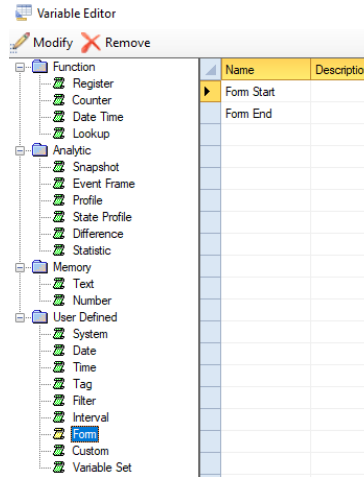 Variable Editor
Modify Remove
Function
Register
Counter
Date Time
Lookup
Analytic
Snapshot
Event Frame
Profile
State Profile
Difference
Statistic
Memory
Text
Number
User Defined
System
Date
Time
Tag
Filter
Interval
Form
Custom
Variable Set
Name Descriptio
Form Start
Form End